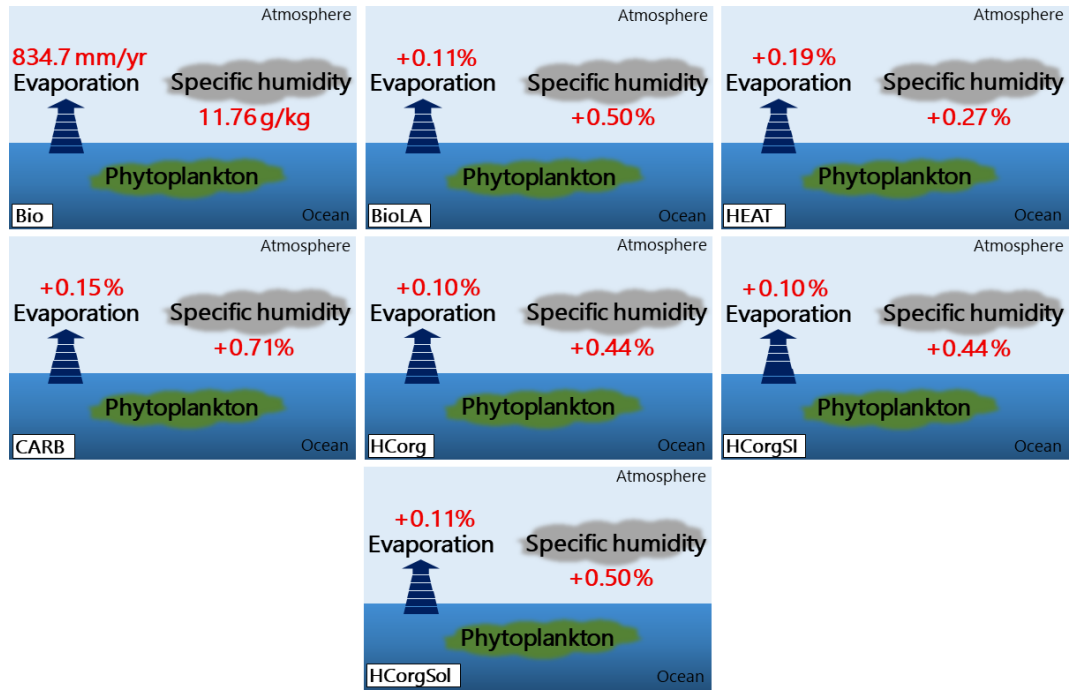 Atmosphere
834.7 mm/yr
Evaporation
Specific humidity
11.76 g/kg
Phytoplankton
Bio
Ocean
Atmosphere
+0.11%
Evaporation
Specific humidity
+0.50%
Phytoplankton
BioLA
Ocean
Atmosphere
+0.19%
Evaporation
Specific humidity
+0.27%
Phytoplankton
HEAT
Ocean
Atmosphere
+0.15%
Evaporation
Specific humidity
+0.71%
Phytoplankton
CARB
Ocean
Atmosphere
+0.10%
Evaporation
Specific humidity
+0.44%
Phytoplankton
HCorg
Ocean
Atmosphere
+0.10%
Evaporation
Specific humidity
+0.44%
Phytoplankton
HCorgSI
Ocean
Atmosphere
+0.11%
Evaporation
Specific humidity
+0.50%
Phytoplankton
HCorgSol
Ocean